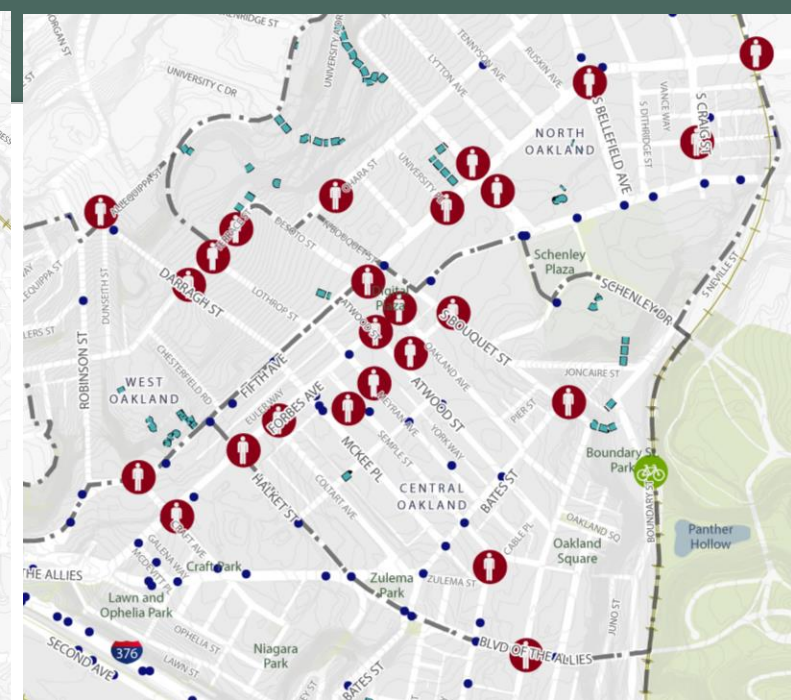 UNIVERSITY C DR
LYTTON AVE
TENNYSON AVE
RUSKIN AVE
VANCE WAY
S CRAIG ST
S DITHRIDGE ST
S BELLEFIELD AVE
NORTH
OAKLAND
OHARA ST
DESOTO ST
DARRAGH ST
LOTHROP ST
DUNSEITH ST
ROBINSON ST
CHESTERFIELD RD
WEST
OAKLAND
FIFTH AVE
EULER WAY
FORBES AVE
Schenley
Plaza
SCHENLEY DR
S NEVILLE ST
S BOUQUET ST
OAKLAND AVE
ATWOOD ST
JONCAIRE ST
PIER ST
MCKEE PL
SEMPLE ST
YORK WAY
BATES ST
HALKET ST
COLTART AVE
CENTRAL
OAKLAND
CABLE PL
OAKLAND SQ
Oakland
Square
Boundary St
Park
BOUNDARY ST
Panther
Hollow
CRAFT AVE
GALENA WAY
Craft Park
THE ALLIES
Lawn and
Ophelia Park
Zulema
Park
ZULEMA ST
JUNO ST
BLVD OF THE ALLIES
OPHELIA ST
376
SECOND AVE
LAWN ST
Niagara
Park
BATES ST